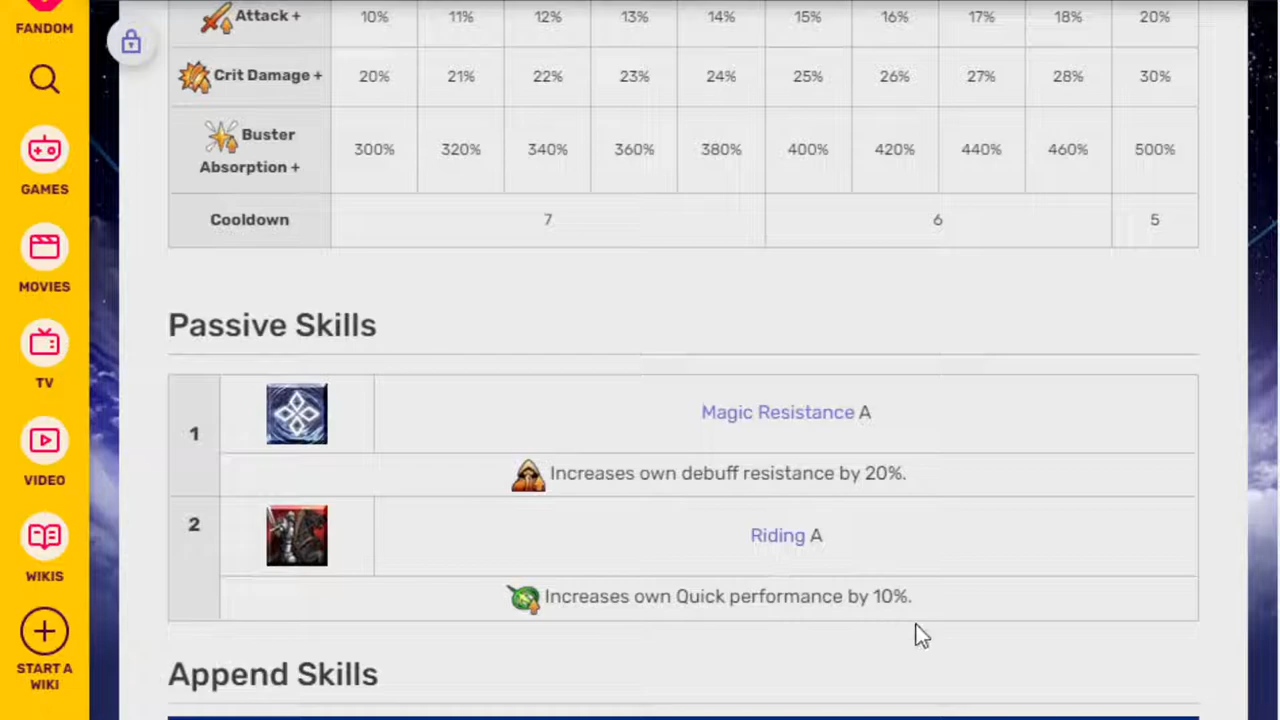 FANDOM
GAMES
MOVIES
TV
VIDEO
WIKIS
START A
WIKI
Attack + 10% 11% 12% 13% 14% 15% 16% 17% 18% 20%
Crit Damage + 20% 21% 22% 23% 24% 25% 26% 27% 28% 30%
Buster
Absorption + 300% 320% 340% 360% 380% 400% 420% 440% 460% 500%
Cooldown 7 6 5
Passive Skills
1 Magic Resistance A
Increases own debuff resistance by 20%.
2 Riding A
Increases own Quick performance by 10%.
Append Skills